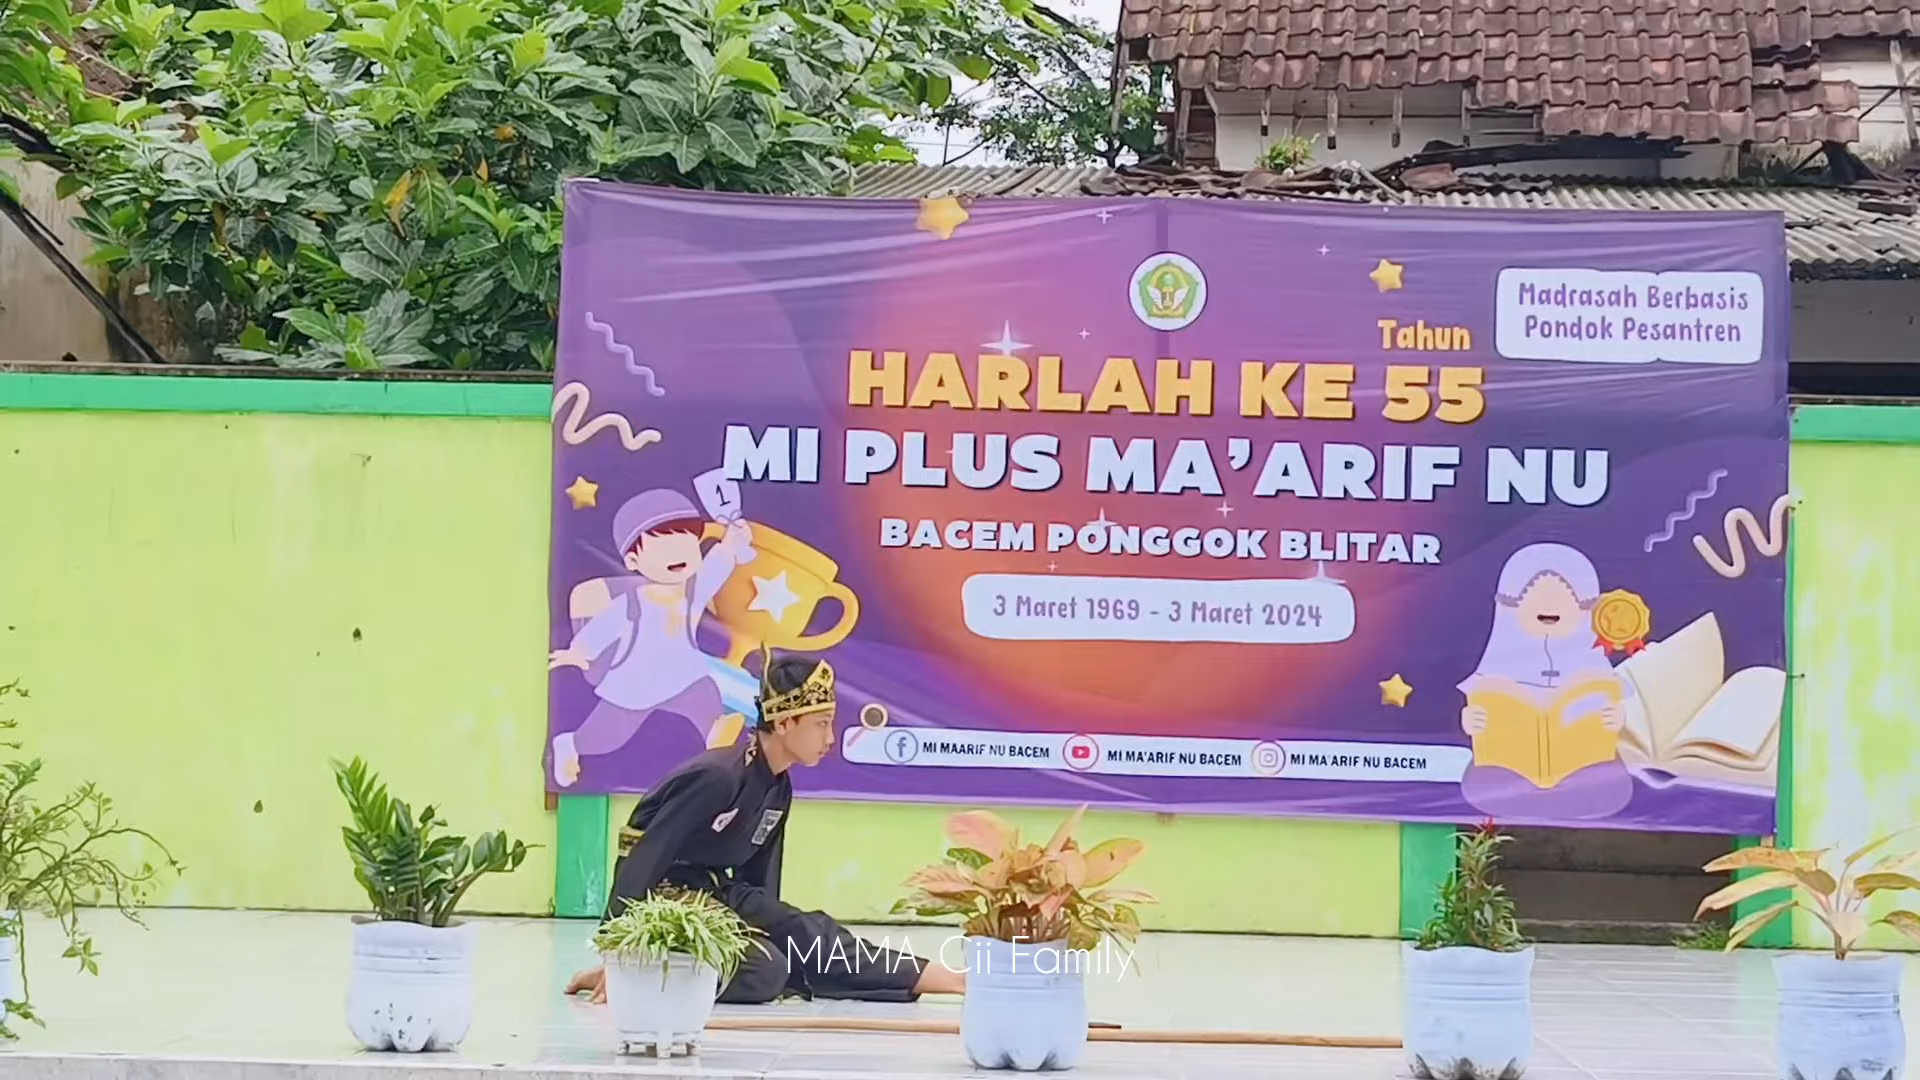 Madrasah Berbasis
Pondok Pesantren
Tahun
HARLAH KE 55
MI PLUS MA'ARIF NU
BACEM PONGGOK BLITAR
3 Maret 1969 - 3 Maret 2024
1
MI MAARIF NU BACEM
MI MA'ARIF NU BACEM
MI MA'ARIF NU BACEM
MAMA Cii Family